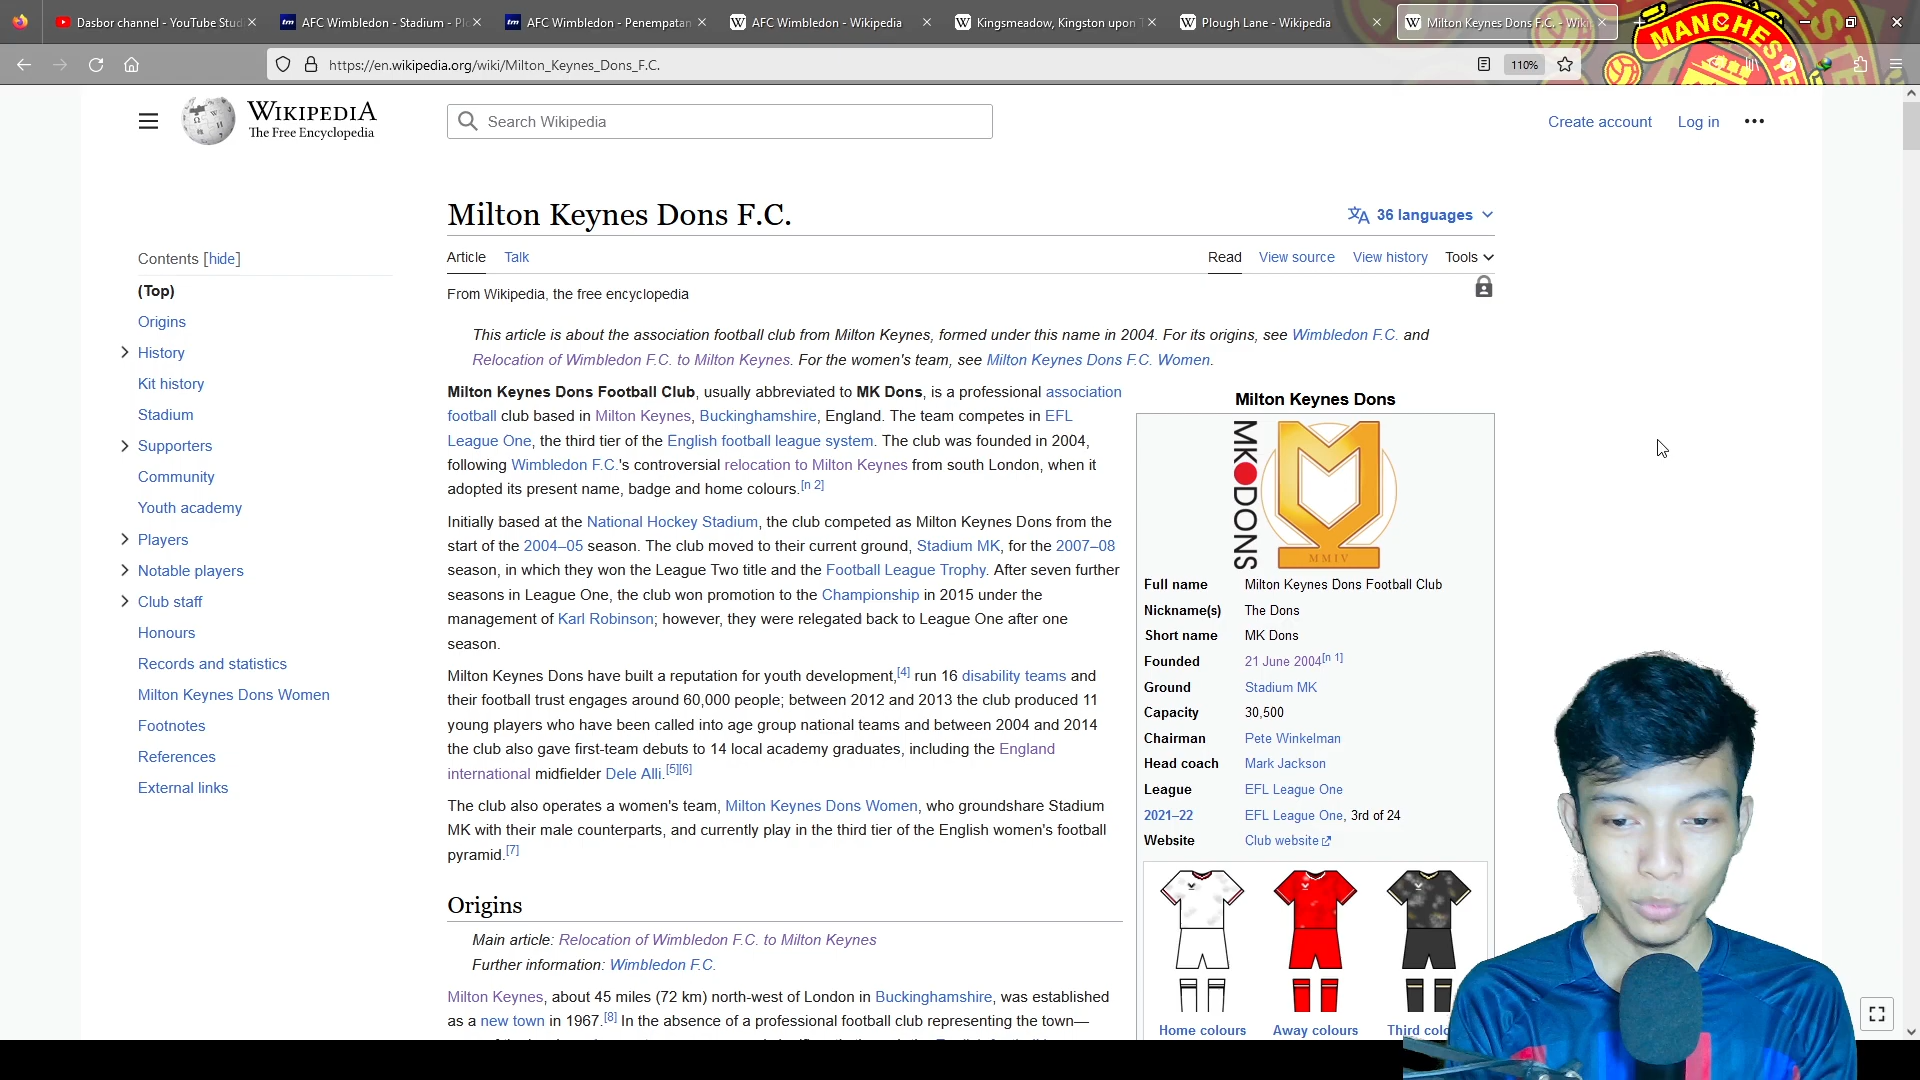 Dasbor channel - YouTube Stud
AFC Wimbledon - Stadium - Pl
AFC Wimbledon - Penempatan
AFC Wimbledon - Wikipedia
Kingsmeadow, Kingston upon T
Plough Lane - Wikipedia
Milton Keynes Dons F.C. - Wiki
MANCHES
https://en.wikipedia.org/wiki/Milton_Keynes_Dons_F.C.
110%
WIKIPEDIA
The Free Encyclopedia
Search Wikipedia
Create account
Log in
Milton Keynes Dons F.C.
36 languages
Article
Talk
Read
View source
View history
Tools
From Wikipedia, the free encyclopedia
Contents [hide]
(Top)
Origins
History
Kit history
Stadium
Supporters
Community
Youth academy
Players
Notable players
Club staff
Honours
Records and statistics
Milton Keynes Dons Women
Footnotes
References
External links
This article is about the association football club from Milton Keynes, formed under this name in 2004. For its origins, see Wimbledon F.C. and
Relocation of Wimbledon F.C. to Milton Keynes. For the women's team, see Milton Keynes Dons F.C. Women.
Milton Keynes Dons Football Club, usually abbreviated to MK Dons, is a professional association
football club based in Milton Keynes, Buckinghamshire, England. The team competes in EFL
League One, the third tier of the English football league system. The club was founded in 2004,
following Wimbledon F.C.'s controversial relocation to Milton Keynes from south London, when it
adopted its present name, badge and home colours.[n 2]
Initially based at the National Hockey Stadium, the club competed as Milton Keynes Dons from the
start of the 2004–05 season. The club moved to their current ground, Stadium MK, for the 2007–08
season, in which they won the League Two title and the Football League Trophy. After seven further
seasons in League One, the club won promotion to the Championship in 2015 under the
management of Karl Robinson; however, they were relegated back to League One after one
season.
Milton Keynes Dons have built a reputation for youth development,[4] run 16 disability teams and
their football trust engages around 60,000 people; between 2012 and 2013 the club produced 11
young players who have been called into age group national teams and between 2004 and 2014
the club also gave first-team debuts to 14 local academy graduates, including the England
international midfielder Dele Alli.[5][6]
The club also operates a women's team, Milton Keynes Dons Women, who groundshare Stadium
MK with their male counterparts, and currently play in the third tier of the English women's football
pyramid.[7]
Origins
Main article: Relocation of Wimbledon F.C. to Milton Keynes
Further information: Wimbledon F.C.
Milton Keynes, about 45 miles (72 km) north-west of London in Buckinghamshire, was established
as a new town in 1967.[8] In the absence of a professional football club representing the town—
Milton Keynes Dons
MK DONS
MMIV
Full name Milton Keynes Dons Football Club
Nickname(s) The Dons
Short name MK Dons
Founded 21 June 2004[n 1]
Ground Stadium MK
Capacity 30,500
Chairman Pete Winkelman
Head coach Mark Jackson
League EFL League One
2021–22 EFL League One, 3rd of 24
Website Club website
Home colours
Away colours
Third colo